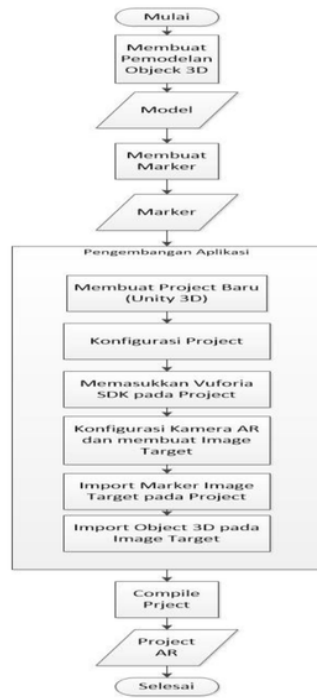 Mulai
Membuat
Pemodelan
Objeck 3D
Model
Membuat
Marker
Marker
Pengembangan Aplikasi
Membuat Project Baru
(Unity 3D)
Konfigurasi Project
Memasukkan Vuforia
SDK pada Project
Konfigurasi Kamera AR
dan membuat Image
Target
Import Marker Image
Target pada Project
Import Object 3D pada
Image Target
Compile
Prject
Project
AR
Selesai